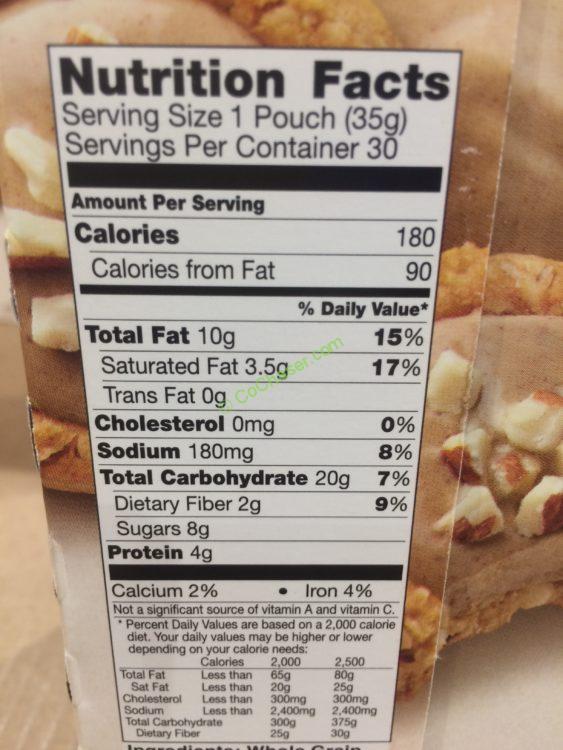 Nutrition Facts
Serving Size 1 Pouch (35g)
Servings Per Container 30
Amount Per Serving
Calories 180
Calories from Fat 90
% Daily Value*
Total Fat 10g 15%
Saturated Fat 3.5g 17%
Trans Fat 0g
© CoChaser.com
Cholesterol 0mg 0%
Sodium 180mg 8%
Total Carbohydrate 20g 7%
Dietary Fiber 2g 9%
Sugars 8g
Protein 4g
Calcium 2% • Iron 4%
Not a significant source of vitamin A and vitamin C.
* Percent Daily Values are based on a 2,000 calorie
diet. Your daily values may be higher or lower
depending on your calorie needs:
Calories 2,000 2,500
Total Fat Less than 65g 80g
Sat Fat Less than 20g 25g
Cholesterol Less than 300mg 300mg
Sodium Less than 2,400mg 2,400mg
Total Carbohydrate 300g 375g
Dietary Fiber 25g 30g
Ingredients: Whole Grain